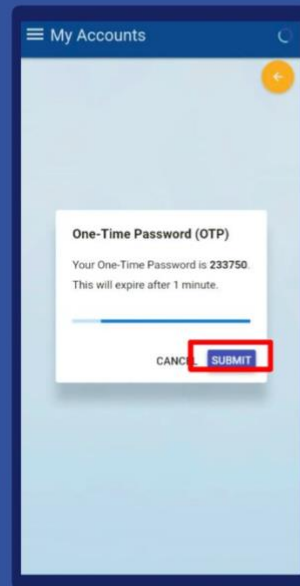 My Accounts
One-Time Password (OTP)
Your One-Time Password is 233750.
This will expire after 1 minute.
CANCEL SUBMIT